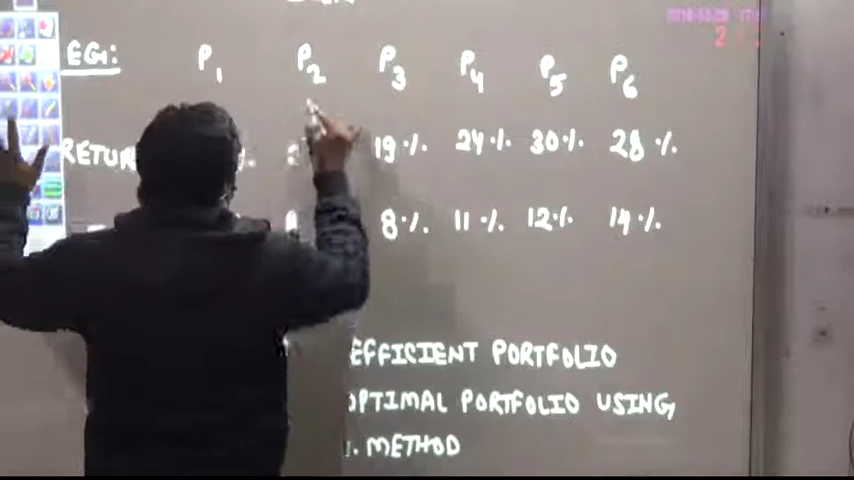 EG:
P1 P2 P3 P4 P5 P6
RETUR 19% 24% 30% 28%
8% 11% 12% 14%
EFFICIENT PORTFOLIO
OPTIMAL PORTFOLIO USING
METHOD